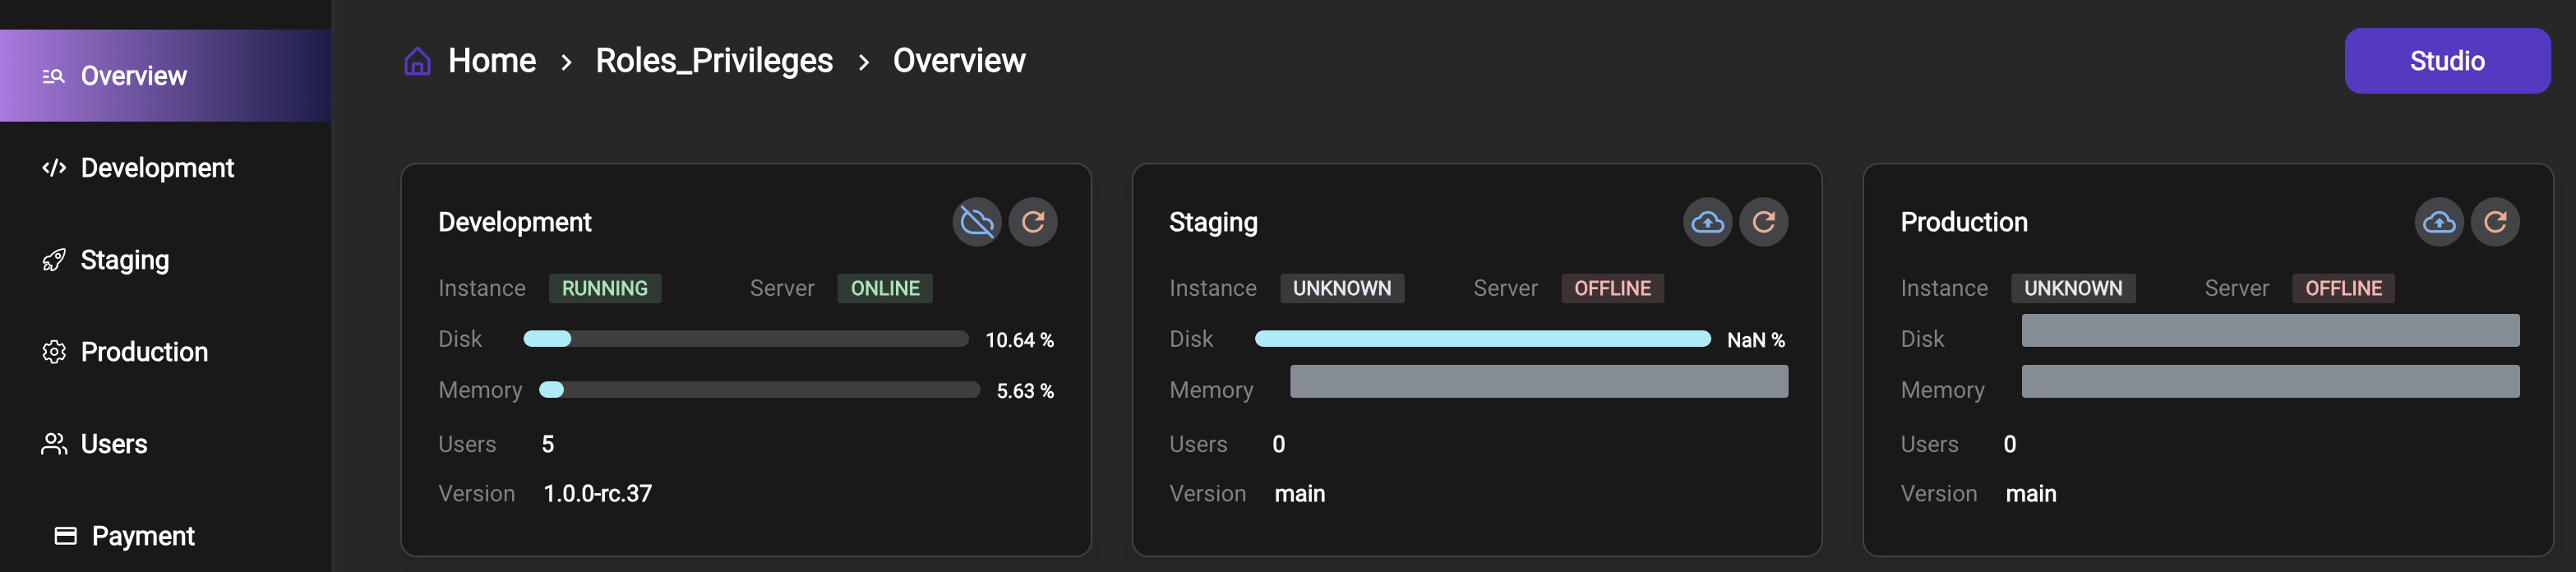 Overview
Development
Staging
Production
Users
Payment
Home > Roles_Privileges > Overview
Studio
Development
Instance RUNNING Server ONLINE
Disk 10.64 %
Memory 5.63 %
Users 5
Version 1.0.0-rc.37
Staging
Instance UNKNOWN Server OFFLINE
Disk NaN %
Memory
Users 0
Version main
Production
Instance UNKNOWN Server OFFLINE
Disk
Memory
Users 0
Version main